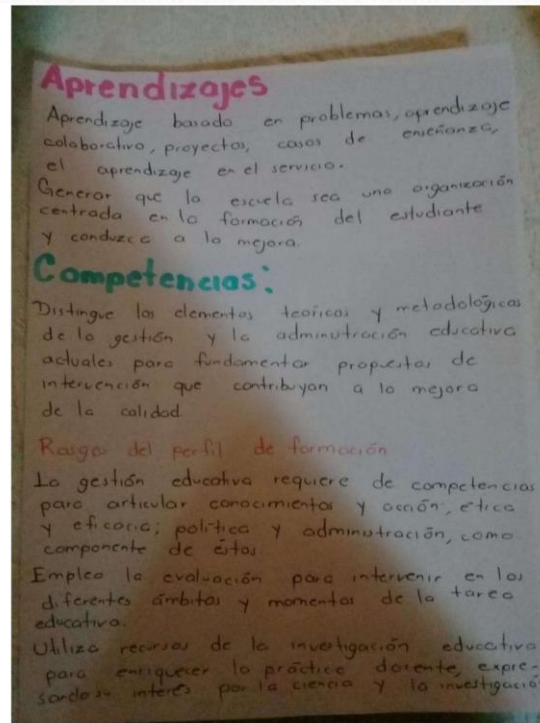 Aprendizajes
Aprendizaje basado en problemas, aprendizaje
colaborativo, proyectos, casos de enseñanza,
el aprendizaje en el servicio.
Generar que la escuela sea una organización
centrada en la formación del estudiante
y conduzca a la mejora.
Competencias:
Distingue los elementos teóricos y metodológicos
de la gestión y la administración educativa
actuales para fundamentar propuestas de
intervención que contribuyan a la mejora
de la calidad
Rasgos del perfil de formación
La gestión educativa requiere de competencias
para articular conocimientos y acción, ética
y eficacia; política y administración, como
componente de éstas.
Emplea la evaluación para intervenir en los
diferentes ámbitos y momentos de la tarea
educativa.
Utiliza recursos de la investigación educativa
para enriquecer la práctica docente, expre-
sando su interés por la ciencia y la investigació